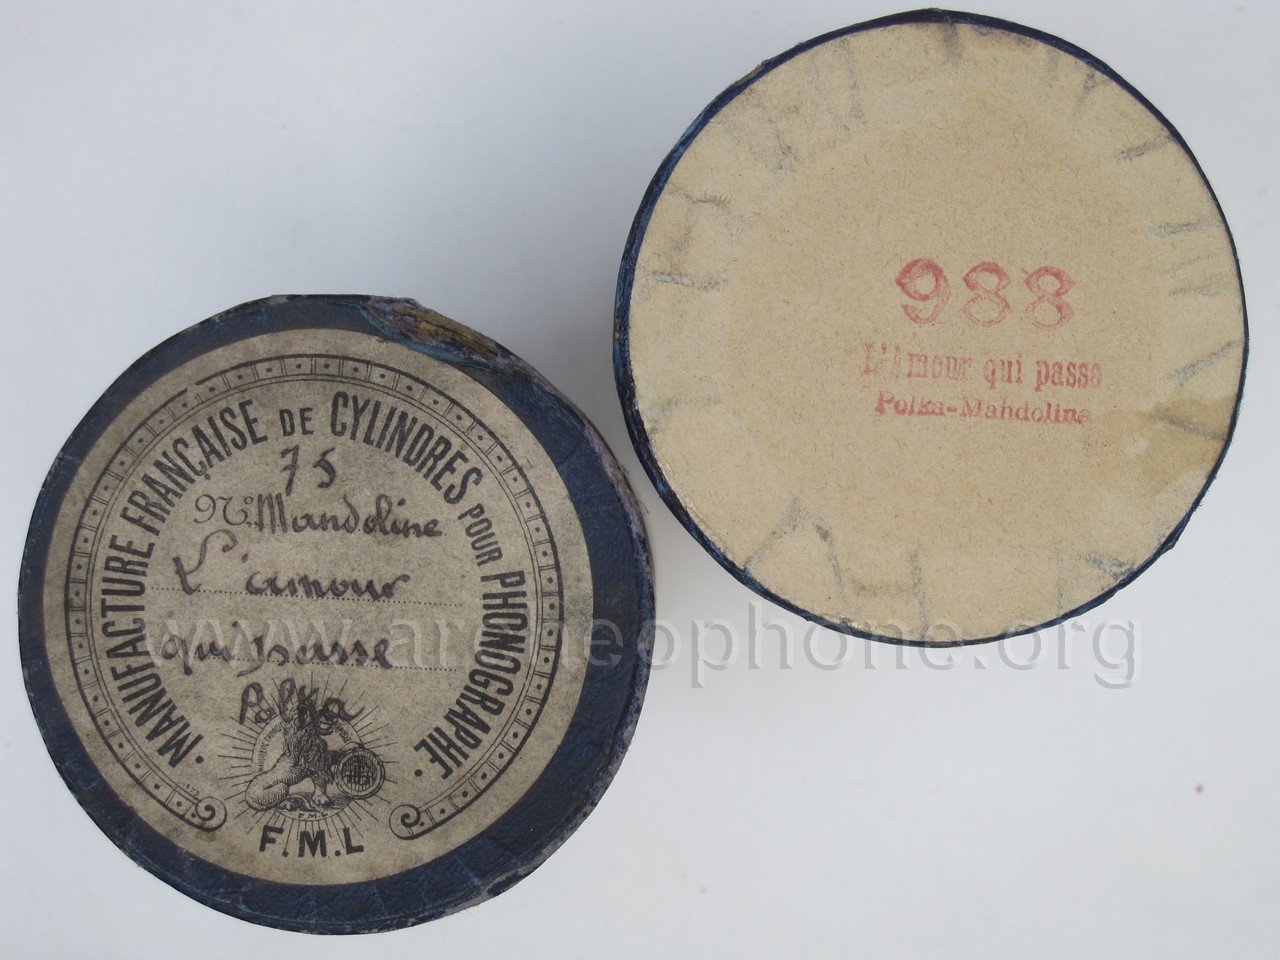 MANUFACTURE FRANÇAISE DE CYLINDRES POUR PHONOGRAPHE
75
No. Mandoline
L'amour
qui passe
Polka
F.M.L
F.M.L
988
L'Amour qui passe
Polka-Mandoline
www.archeophone.org